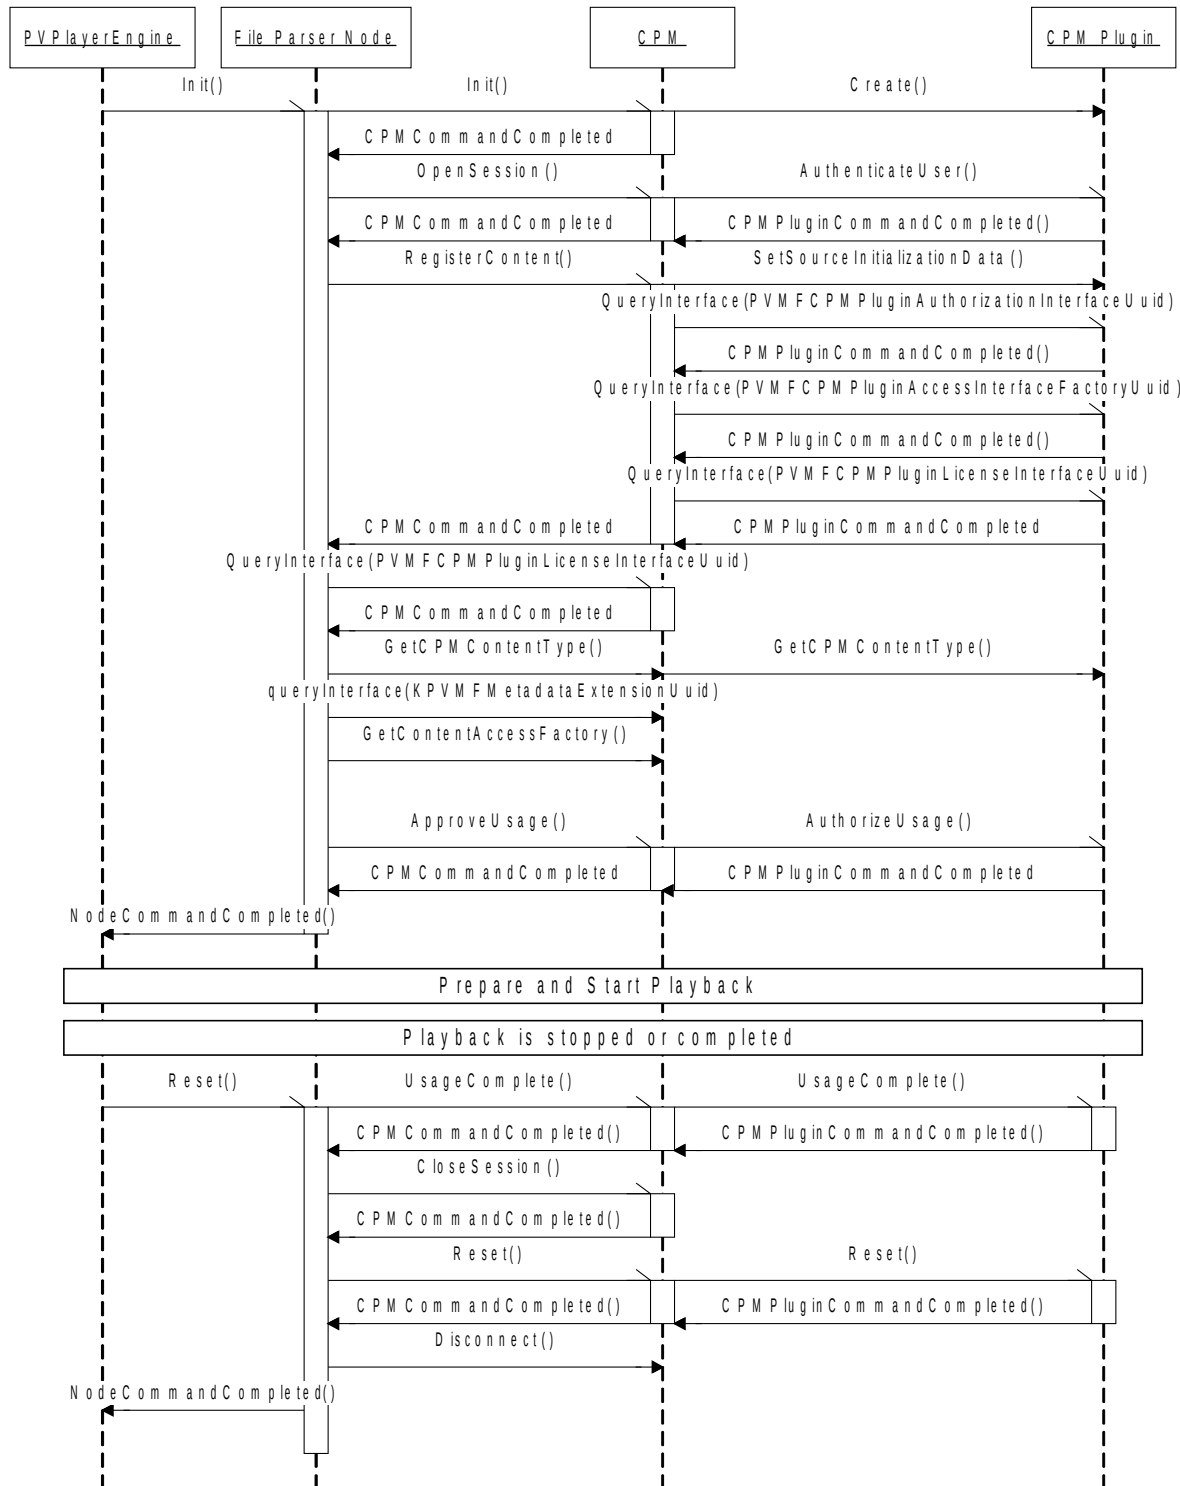 PVPlayerEngine
File Parser Node
CPM
CPM Plugin
Init()
Init()
Create()
CPMCommandCompleted
OpenSession()
AuthenticateUser()
CPMCommandCompleted
CPMPluginCommandCompleted()
RegisterContent()
SetSourceInitializationData()
QueryInterface(PVMFCPMPluginAuthorizationInterfaceUuid)
CPMPluginCommandCompleted()
QueryInterface(PVMFCPMPluginAccessInterfaceFactoryUuid)
CPMPluginCommandCompleted()
QueryInterface(PVMFCPMPluginLicenseInterfaceUuid)
CPMCommandCompleted
CPMPluginCommandCompleted
QueryInterface(PVMFCPMPluginLicenseInterfaceUuid)
CPMCommandCompleted
GetCPMContentType()
GetCPMContentType()
queryInterface(KPVMFMetadataExtensionUuid)
GetContentAccessFactory()
ApproveUsage()
AuthorizeUsage()
CPMCommandCompleted
CPMPluginCommandCompleted
NodeCommandCompleted()
Prepare and Start Playback
Playback is stopped or completed
Reset()
UsageComplete()
UsageComplete()
CPMCommandCompleted()
CPMPluginCommandCompleted()
CloseSession()
CPMCommandCompleted()
Reset()
Reset()
CPMCommandCompleted()
CPMPluginCommandCompleted()
Disconnect()
NodeCommandCompleted()